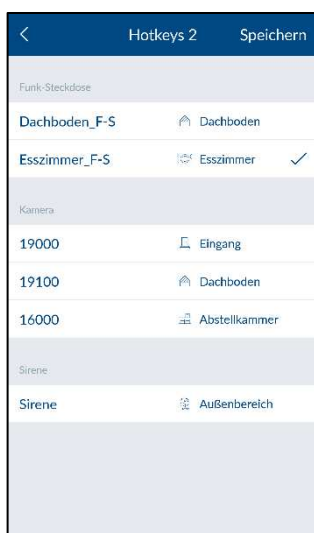 Hotkeys 2 Speichern
Funk-Steckdose
Dachboden_F-S Dachboden
Esszimmer_F-S Esszimmer
Kamera
19000 Eingang
19100 Dachboden
16000 Abstellkammer
Sirene
Sirene Außenbereich